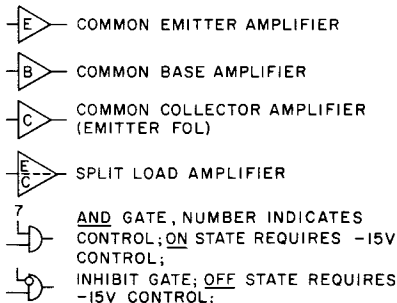 E COMMON EMITTER AMPLIFIER
B COMMON BASE AMPLIFIER
C COMMON COLLECTOR AMPLIFIER
(EMITTER FOL)
E
C SPLIT LOAD AMPLIFIER
7
AND GATE, NUMBER INDICATES
CONTROL; ON STATE REQUIRES -15V
CONTROL;
INHIBIT GATE; OFF STATE REQUIRES
-15V CONTROL;